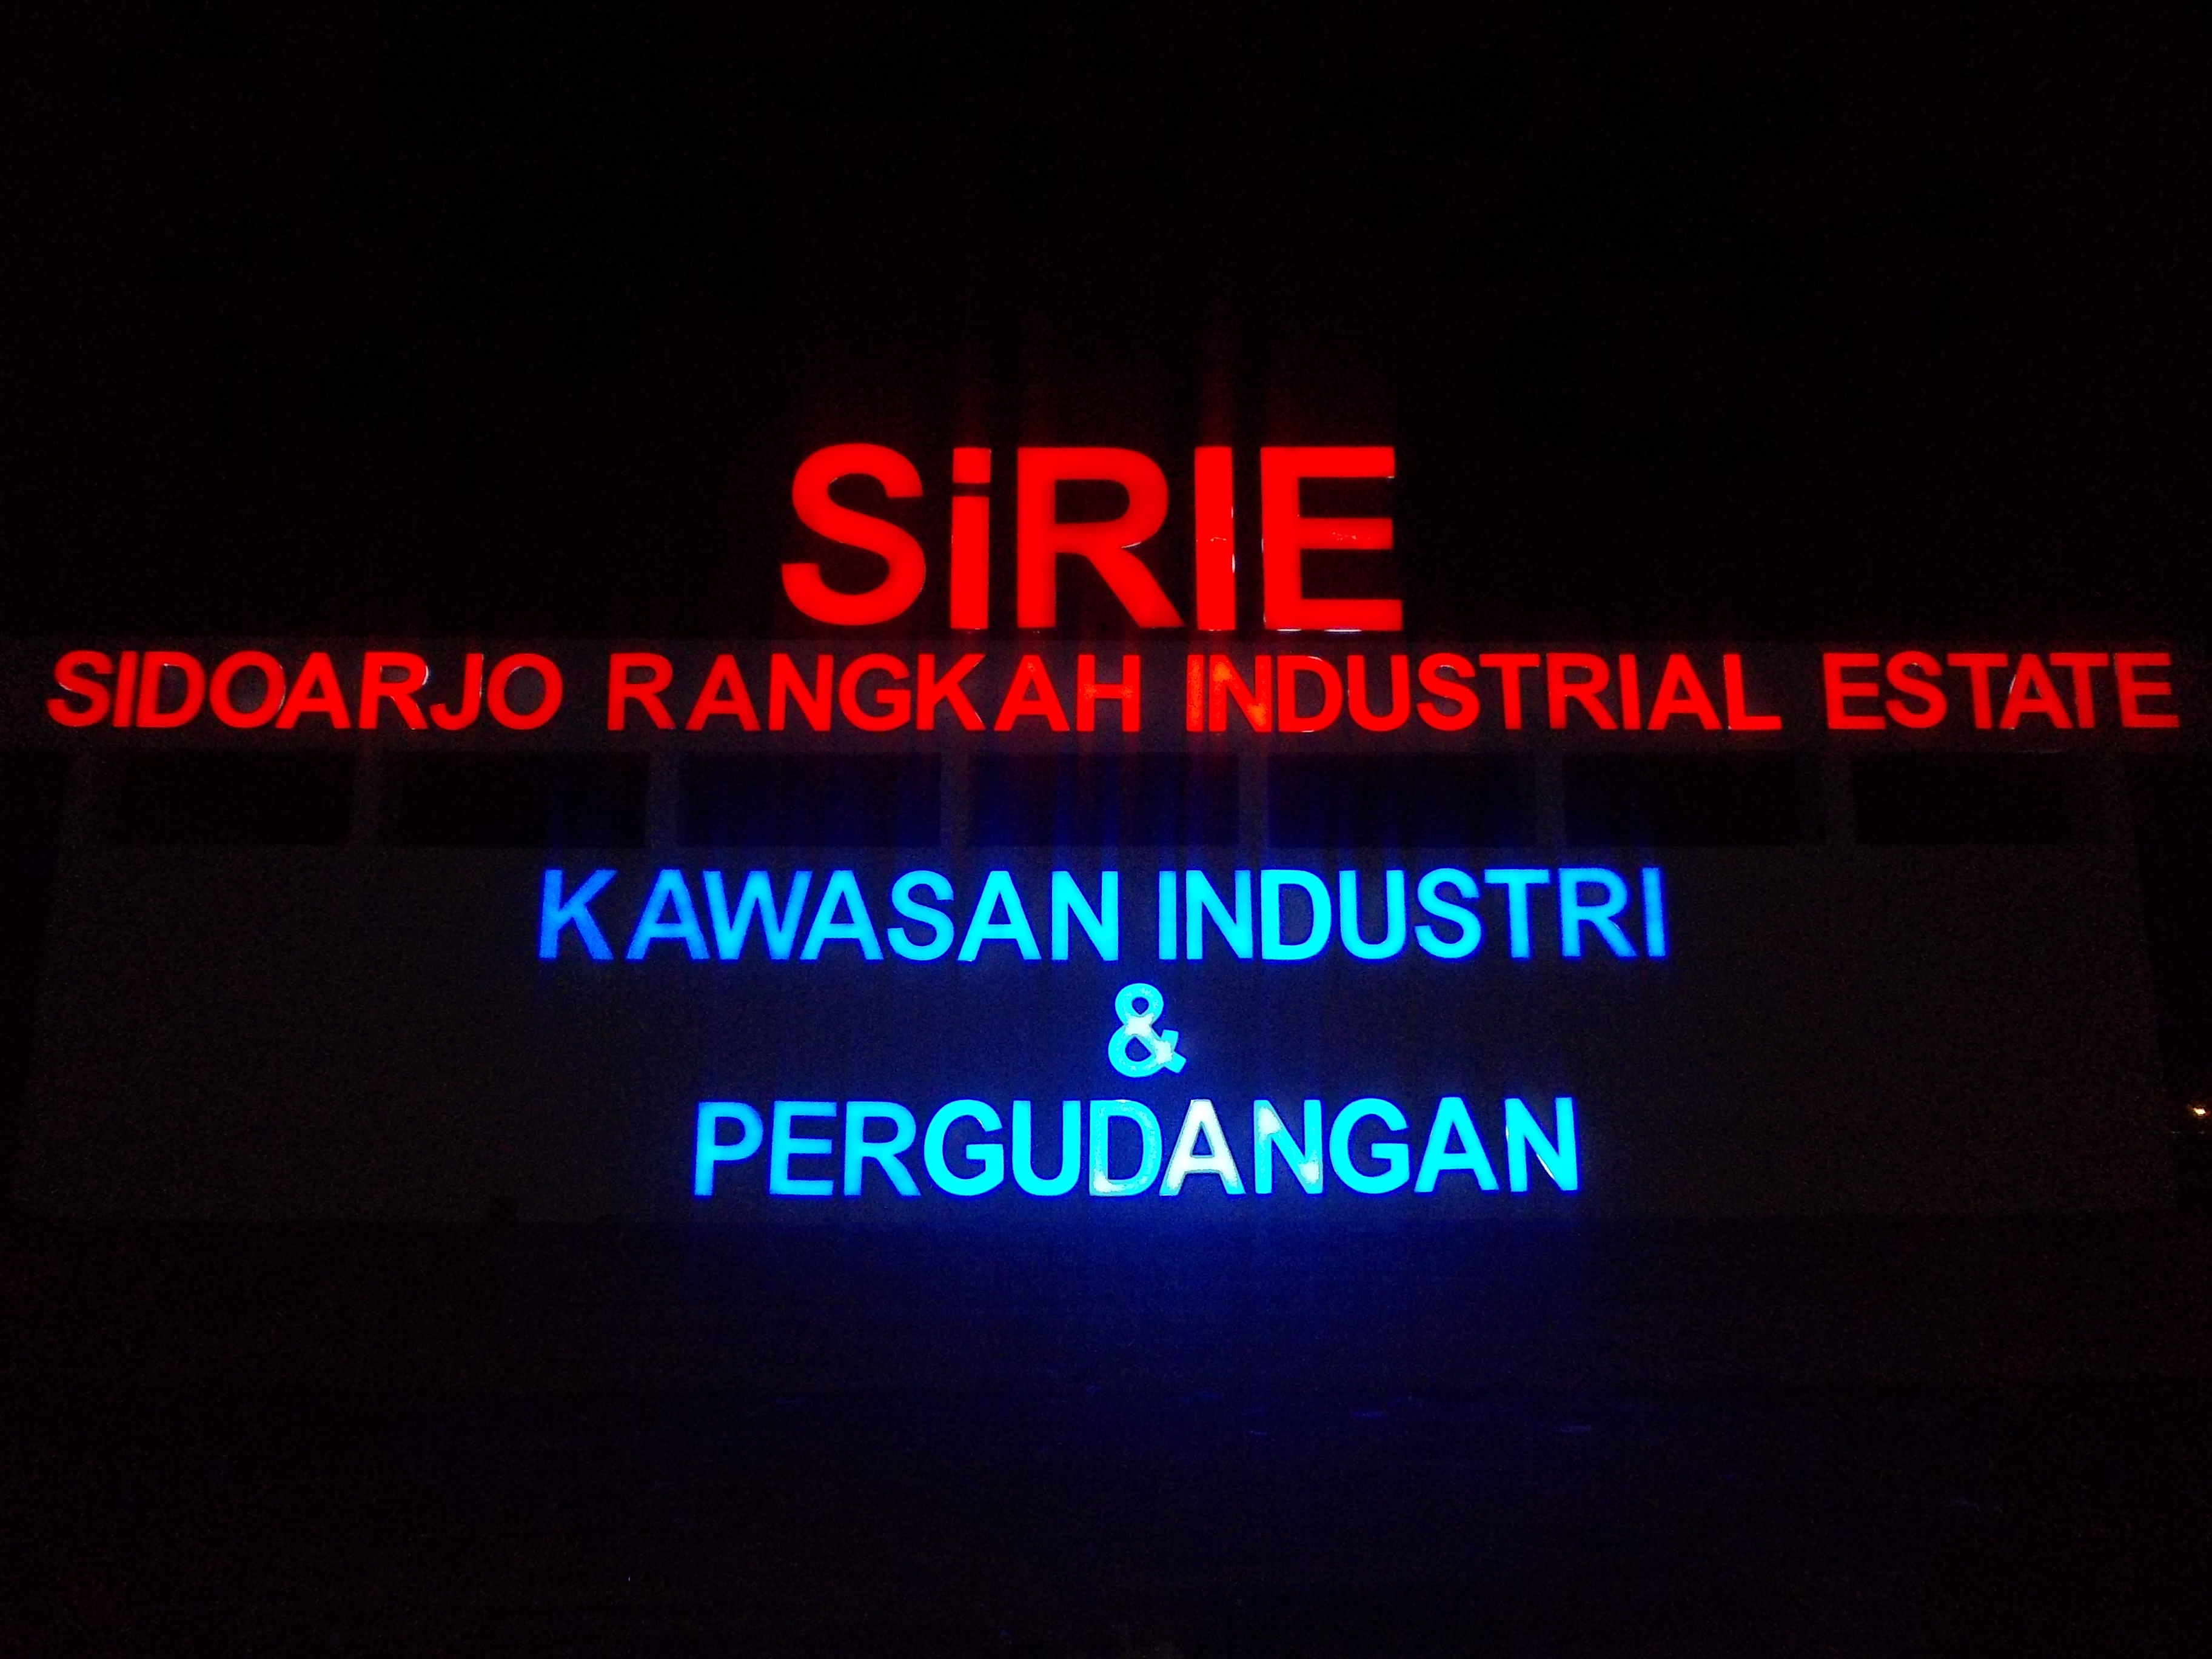 SiRIE
SIDOARJO RANGKAH INDUSTRIAL ESTATE
KAWASAN INDUSTRI
&
PERGUDANGAN